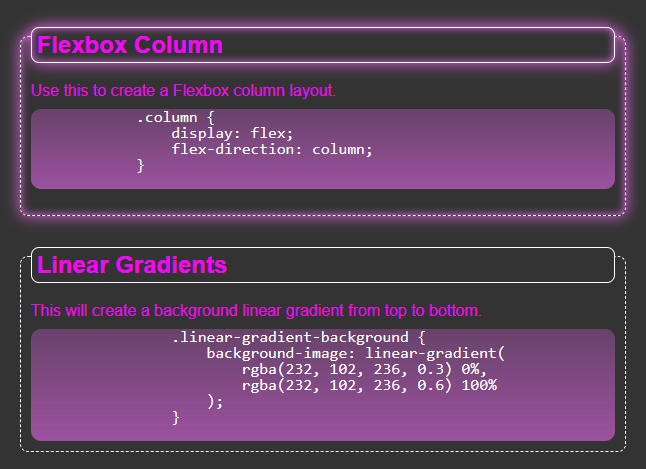 Flexbox Column
Use this to create a Flexbox column layout.
.column {
    display: flex;
    flex-direction: column;
}
Linear Gradients
This will create a background linear gradient from top to bottom.
.linear-gradient-background {
    background-image: linear-gradient(
        rgba(232, 102, 236, 0.3) 0%,
        rgba(232, 102, 236, 0.6) 100%
    );
}